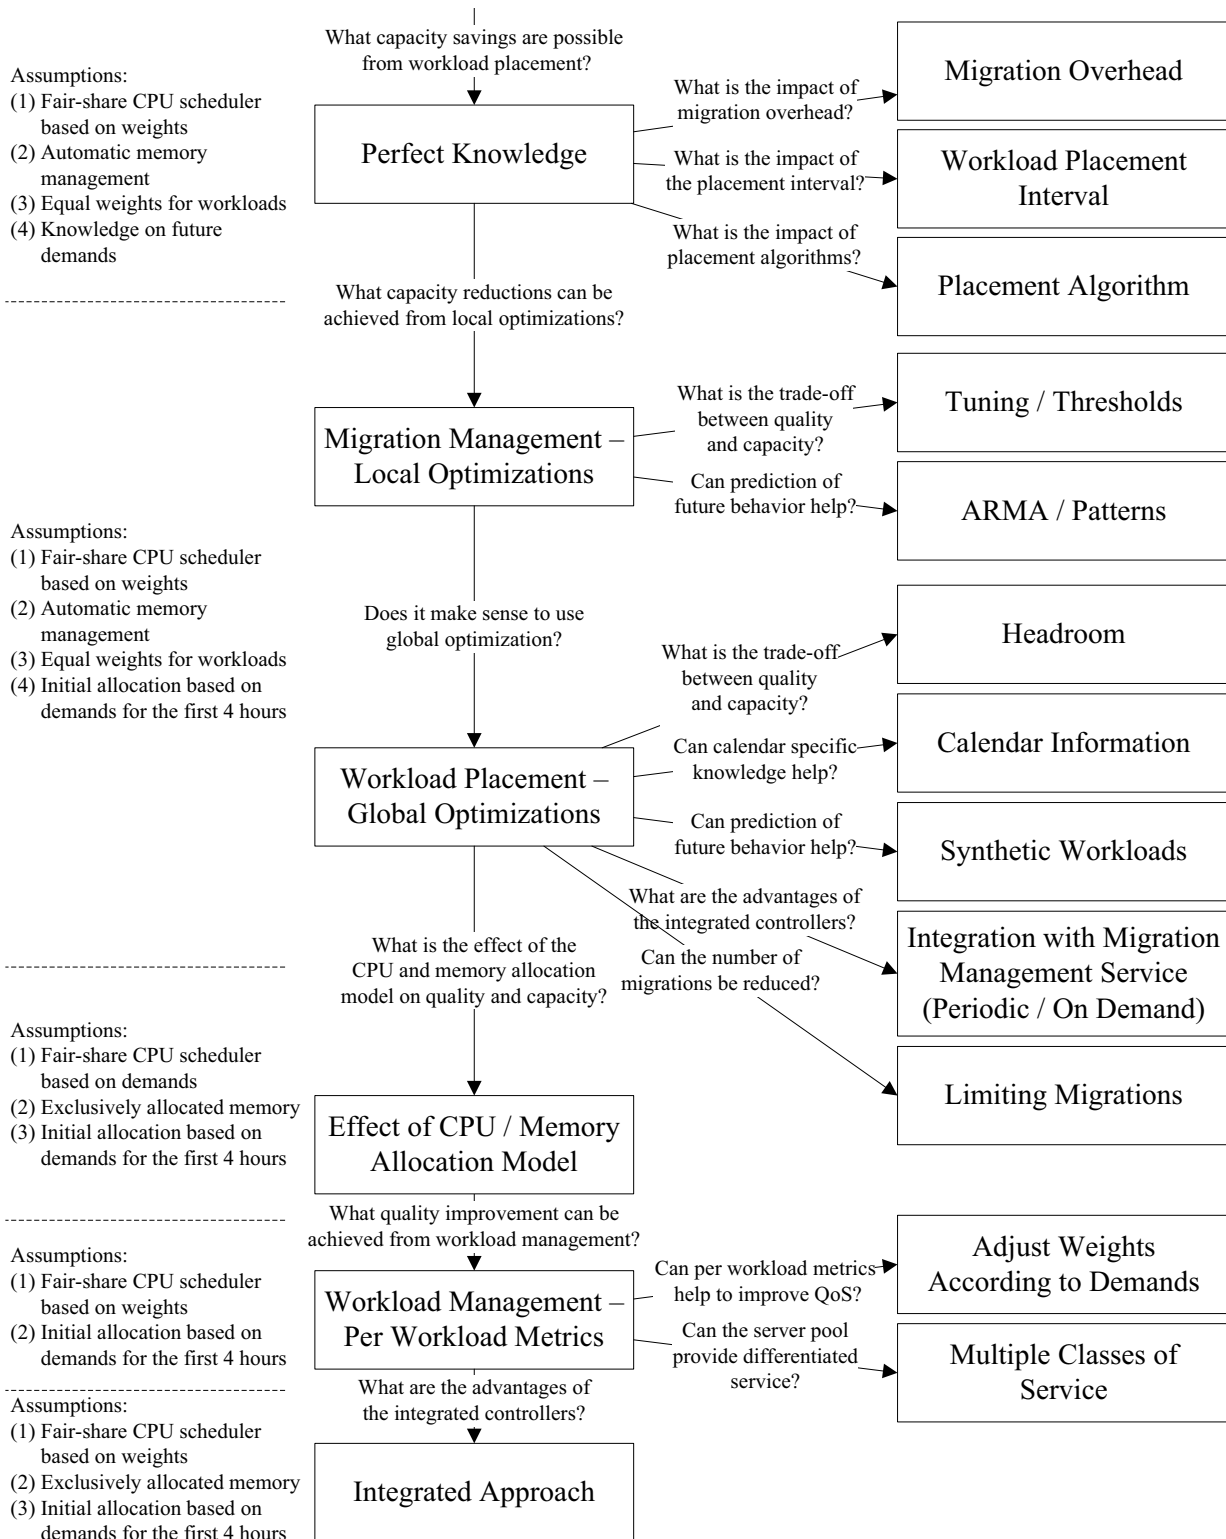 What capacity savings are possible
from workload placement?
Assumptions:
(1) Fair-share CPU scheduler
based on weights
(2) Automatic memory
management
(3) Equal weights for workloads
(4) Knowledge on future
demands
Perfect Knowledge
What is the impact of
migration overhead?
What is the impact of
the placement interval?
What is the impact of
placement algorithms?
Migration Overhead
Workload Placement
Interval
Placement Algorithm
What capacity reductions can be
achieved from local optimizations?
Migration Management –
Local Optimizations
What is the trade-off
between quality
and capacity?
Can prediction of
future behavior help?
Tuning / Thresholds
ARMA / Patterns
Assumptions:
(1) Fair-share CPU scheduler
based on weights
(2) Automatic memory
management
(3) Equal weights for workloads
(4) Initial allocation based on
demands for the first 4 hours
Does it make sense to use
global optimization?
Workload Placement –
Global Optimizations
What is the trade-off
between quality
and capacity?
Can calendar specific
knowledge help?
Can prediction of
future behavior help?
What are the advantages of
the integrated controllers?
Can the number of
migrations be reduced?
Headroom
Calendar Information
Synthetic Workloads
Integration with Migration
Management Service
(Periodic / On Demand)
Limiting Migrations
What is the effect of the
CPU and memory allocation
model on quality and capacity?
Assumptions:
(1) Fair-share CPU scheduler
based on demands
(2) Exclusively allocated memory
(3) Initial allocation based on
demands for the first 4 hours
Effect of CPU / Memory
Allocation Model
What quality improvement can be
achieved from workload management?
Assumptions:
(1) Fair-share CPU scheduler
based on weights
(2) Initial allocation based on
demands for the first 4 hours
Workload Management –
Per Workload Metrics
Can per workload metrics
help to improve QoS?
Can the server pool
provide differentiated
service?
Adjust Weights
According to Demands
Multiple Classes of
Service
What are the advantages of
the integrated controllers?
Assumptions:
(1) Fair-share CPU scheduler
based on weights
(2) Exclusively allocated memory
(3) Initial allocation based on
demands for the first 4 hours
Integrated Approach